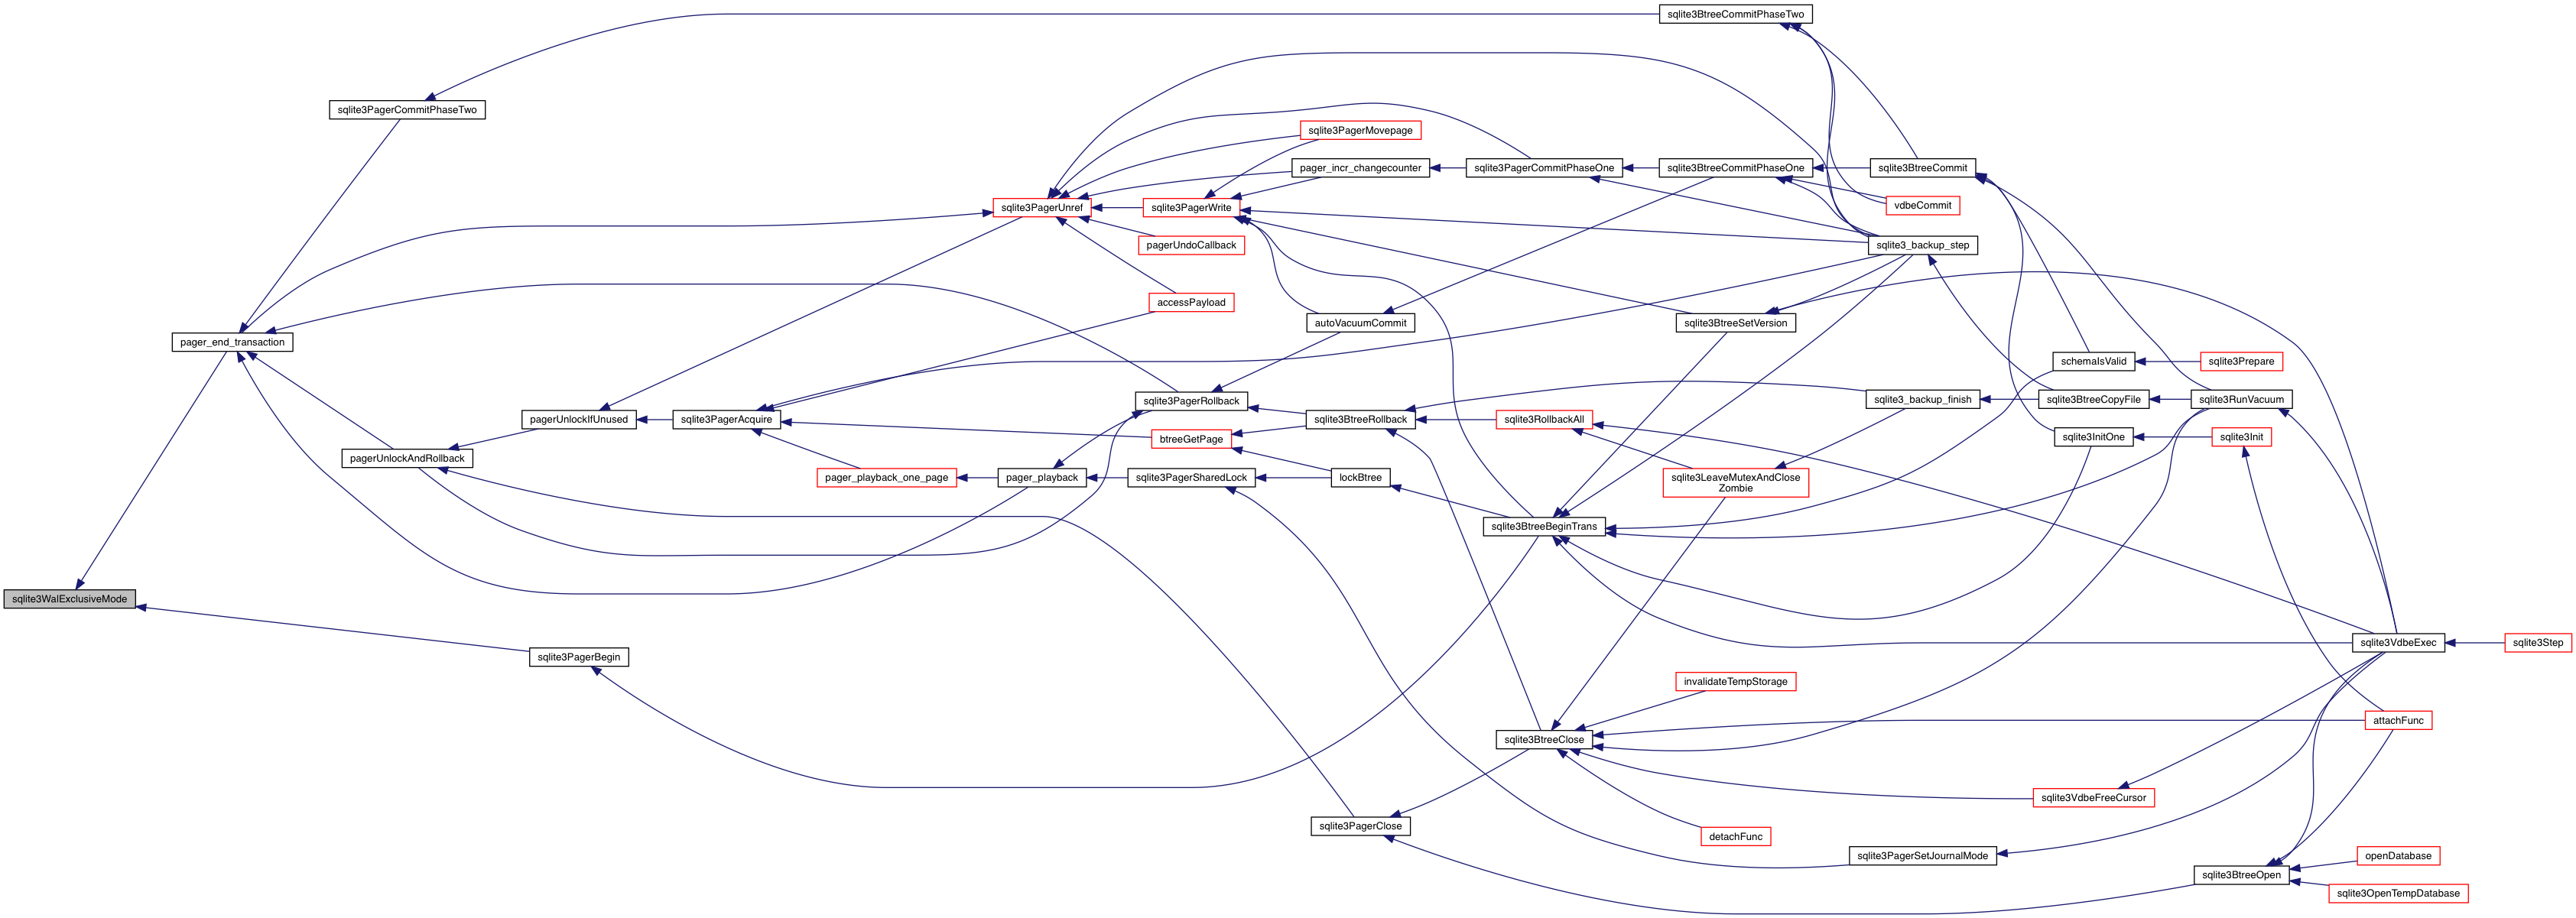 sqlite3BtreeCommitPhaseTwo
sqlite3PagerCommitPhaseTwo
sqlite3PagerMovepage
pager_incr_changecounter
sqlite3PagerCommitPhaseOne
sqlite3BtreeCommitPhaseOne
sqlite3BtreeCommit
sqlite3PagerUnref
sqlite3PagerWrite
vdbeCommit
pagerUndoCallback
sqlite3_backup_step
accessPayload
autoVacuumCommit
sqlite3BtreeSetVersion
pager_end_transaction
schemaIsValid
sqlite3Prepare
sqlite3PagerRollback
sqlite3_backup_finish
sqlite3BtreeCopyFile
sqlite3RunVacuum
pagerUnlockIfUnused
sqlite3PagerAcquire
sqlite3BtreeRollback
sqlite3RollbackAll
btreeGetPage
sqlite3InitOne
sqlite3Init
pagerUnlockAndRollback
pager_playback_one_page
pager_playback
sqlite3PagerSharedLock
lockBtree
sqlite3LeaveMutexAndClose
Zombie
sqlite3BtreeBeginTrans
sqlite3WalExclusiveMode
sqlite3PagerBegin
sqlite3VdbeExec
sqlite3Step
invalidateTempStorage
attachFunc
sqlite3BtreeClose
sqlite3VdbeFreeCursor
sqlite3PagerClose
detachFunc
sqlite3PagerSetJournalMode
openDatabase
sqlite3BtreeOpen
sqlite3OpenTempDatabase